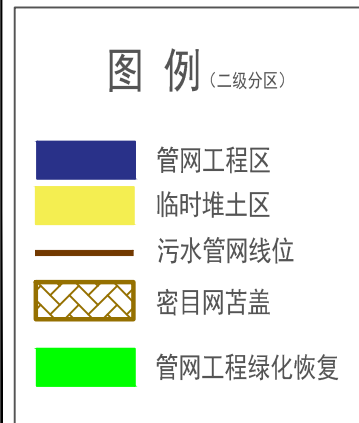 图 例（二级分区）
管网工程区
临时堆土区
污水管网线位
密目网苫盖
管网工程绿化恢复